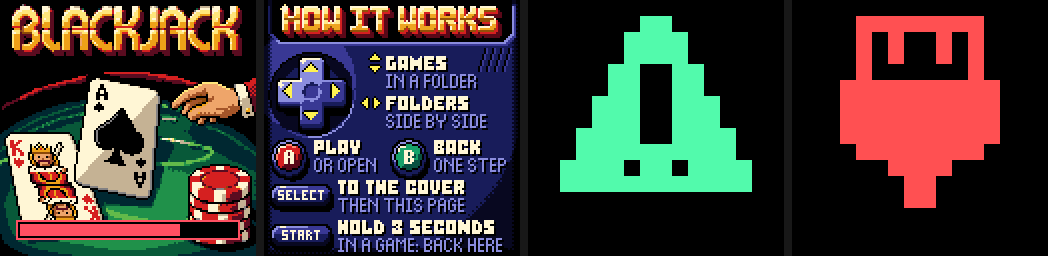 BLACKJACK
A
K
A
HOW IT WORKS
GAMES
IN A FOLDER
FOLDERS
SIDE BY SIDE
A PLAY
OR OPEN
B BACK
ONE STEP
SELECT TO THE COVER
THEN THIS PAGE
START HOLD 3 SECONDS
IN A GAME: BACK HERE